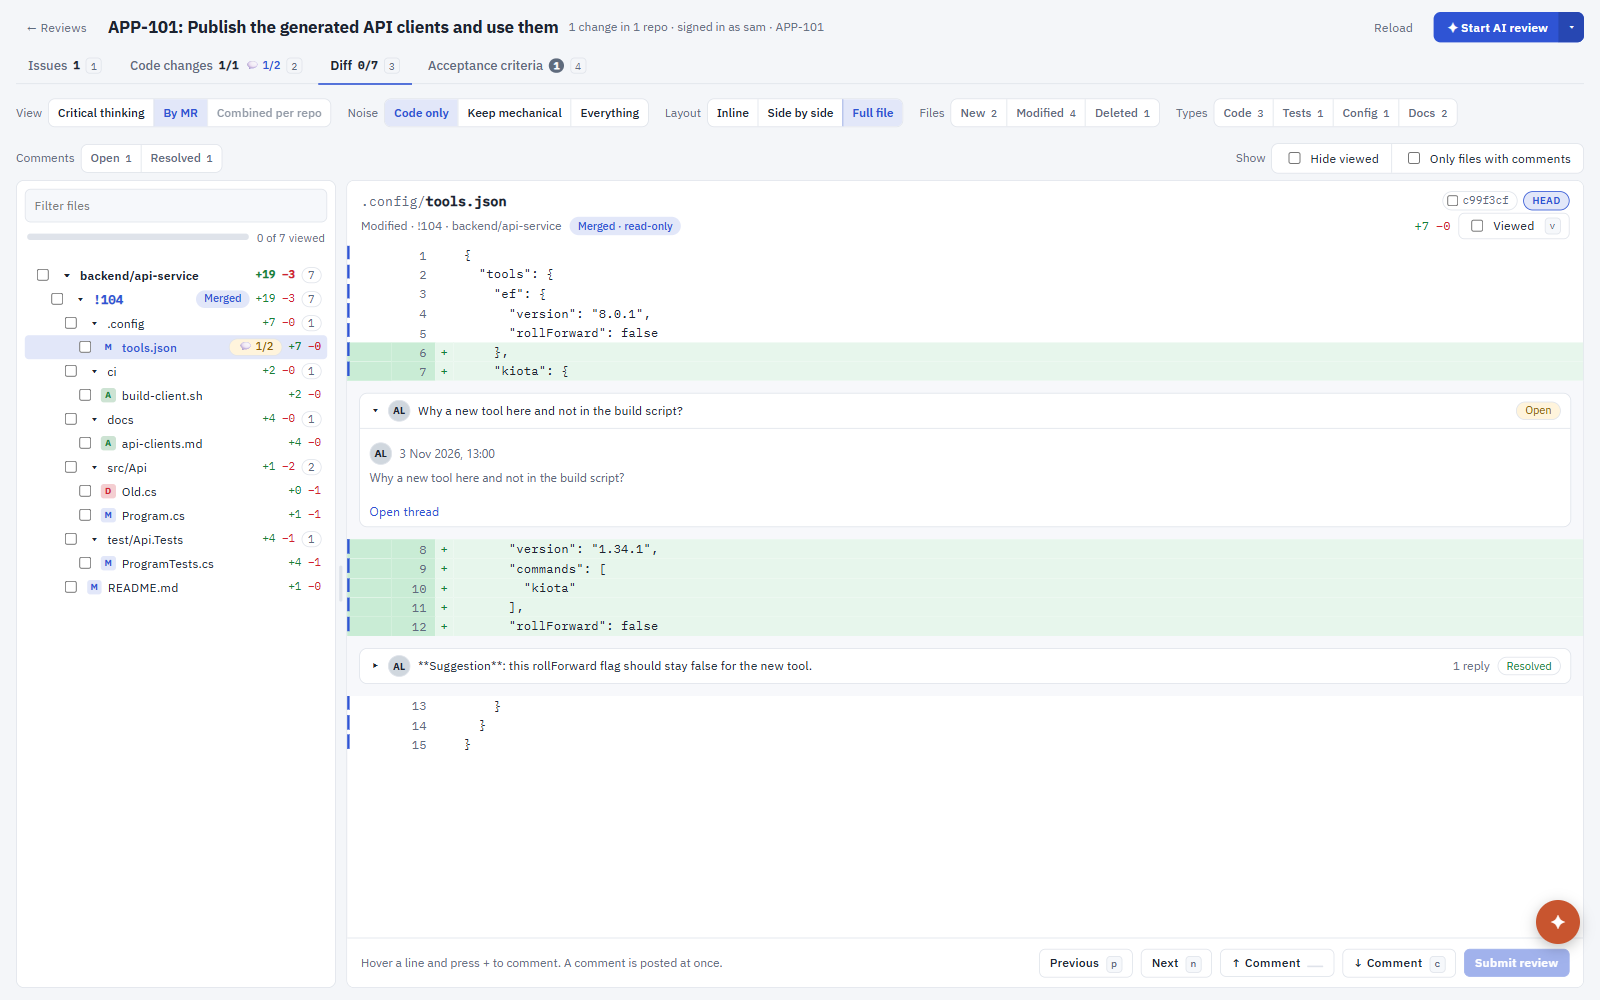 ← Reviews APP-101: Publish the generated API clients and use them 1 change in 1 repo · signed in as sam · APP-101 Reload ✦ Start AI review
Issues 1 1 Code changes 1/1 1/2 2 Diff 0/7 3 Acceptance criteria 1 4
View Critical thinking By MR Combined per repo Noise Code only Keep mechanical Everything Layout Inline Side by side Full file Files New 2 Modified 4 Deleted 1 Types Code 3 Tests 1 Config 1 Docs 2
Comments Open 1 Resolved 1 Show Hide viewed Only files with comments
Filter files
0 of 7 viewed
backend/api-service +19 −3 7
!104 Merged +19 −3 7
.config +7 −0 1
M tools.json 1/2 +7 −0
ci +2 −0 1
A build-client.sh +2 −0
docs +4 −0 1
A api-clients.md +4 −0
src/Api +1 −2 2
D Old.cs +0 −1
M Program.cs +1 −1
test/Api.Tests +4 −1 1
M ProgramTests.cs +4 −1
M README.md +1 −0
.config/tools.json c99f3cf HEAD
Modified · !104 · backend/api-service Merged · read-only +7 −0 Viewed v
1 {
2 "tools": {
3 "ef": {
4 "version": "8.0.1",
5 "rollForward": false
6 + },
7 + "kiota": {
AL Why a new tool here and not in the build script? Open
AL 3 Nov 2026, 13:00
Why a new tool here and not in the build script?
Open thread
8 + "version": "1.34.1",
9 + "commands": [
10 + "kiota"
11 + ],
12 + "rollForward": false
AL **Suggestion**: this rollForward flag should stay false for the new tool. 1 reply Resolved
13 }
14 }
15 }
Hover a line and press + to comment. A comment is posted at once. Previous p Next n ↑ Comment ↓ Comment c Submit review